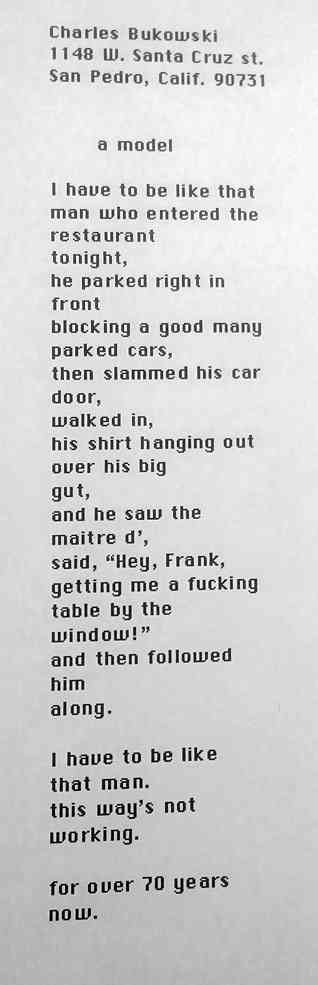 Charles Bukowski
1148 W. Santa Cruz st.
San Pedro, Calif. 90731
a model
I have to be like that
man who entered the
restaurant
tonight,
he parked right in
front
blocking a good many
parked cars,
then slammed his car
door,
walked in,
his shirt hanging out
over his big
gut,
and he saw the
maitre d',
said, “Hey, Frank,
getting me a fucking
table by the
window!”
and then followed
him
along.
I have to be like
that man.
this way's not
working.
for over 70 years
now.